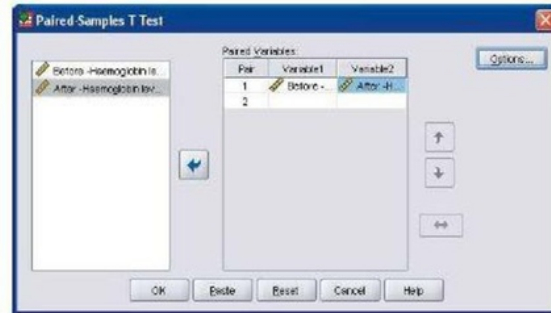 Paired-Samples T Test
Paired Variables:
Pair Variable1 Variable2
Before -Haemoglobin le...
After -Haemoglobin lev...
1 Before -... After -H...
2
Options...
OK Paste Reset Cancel Help